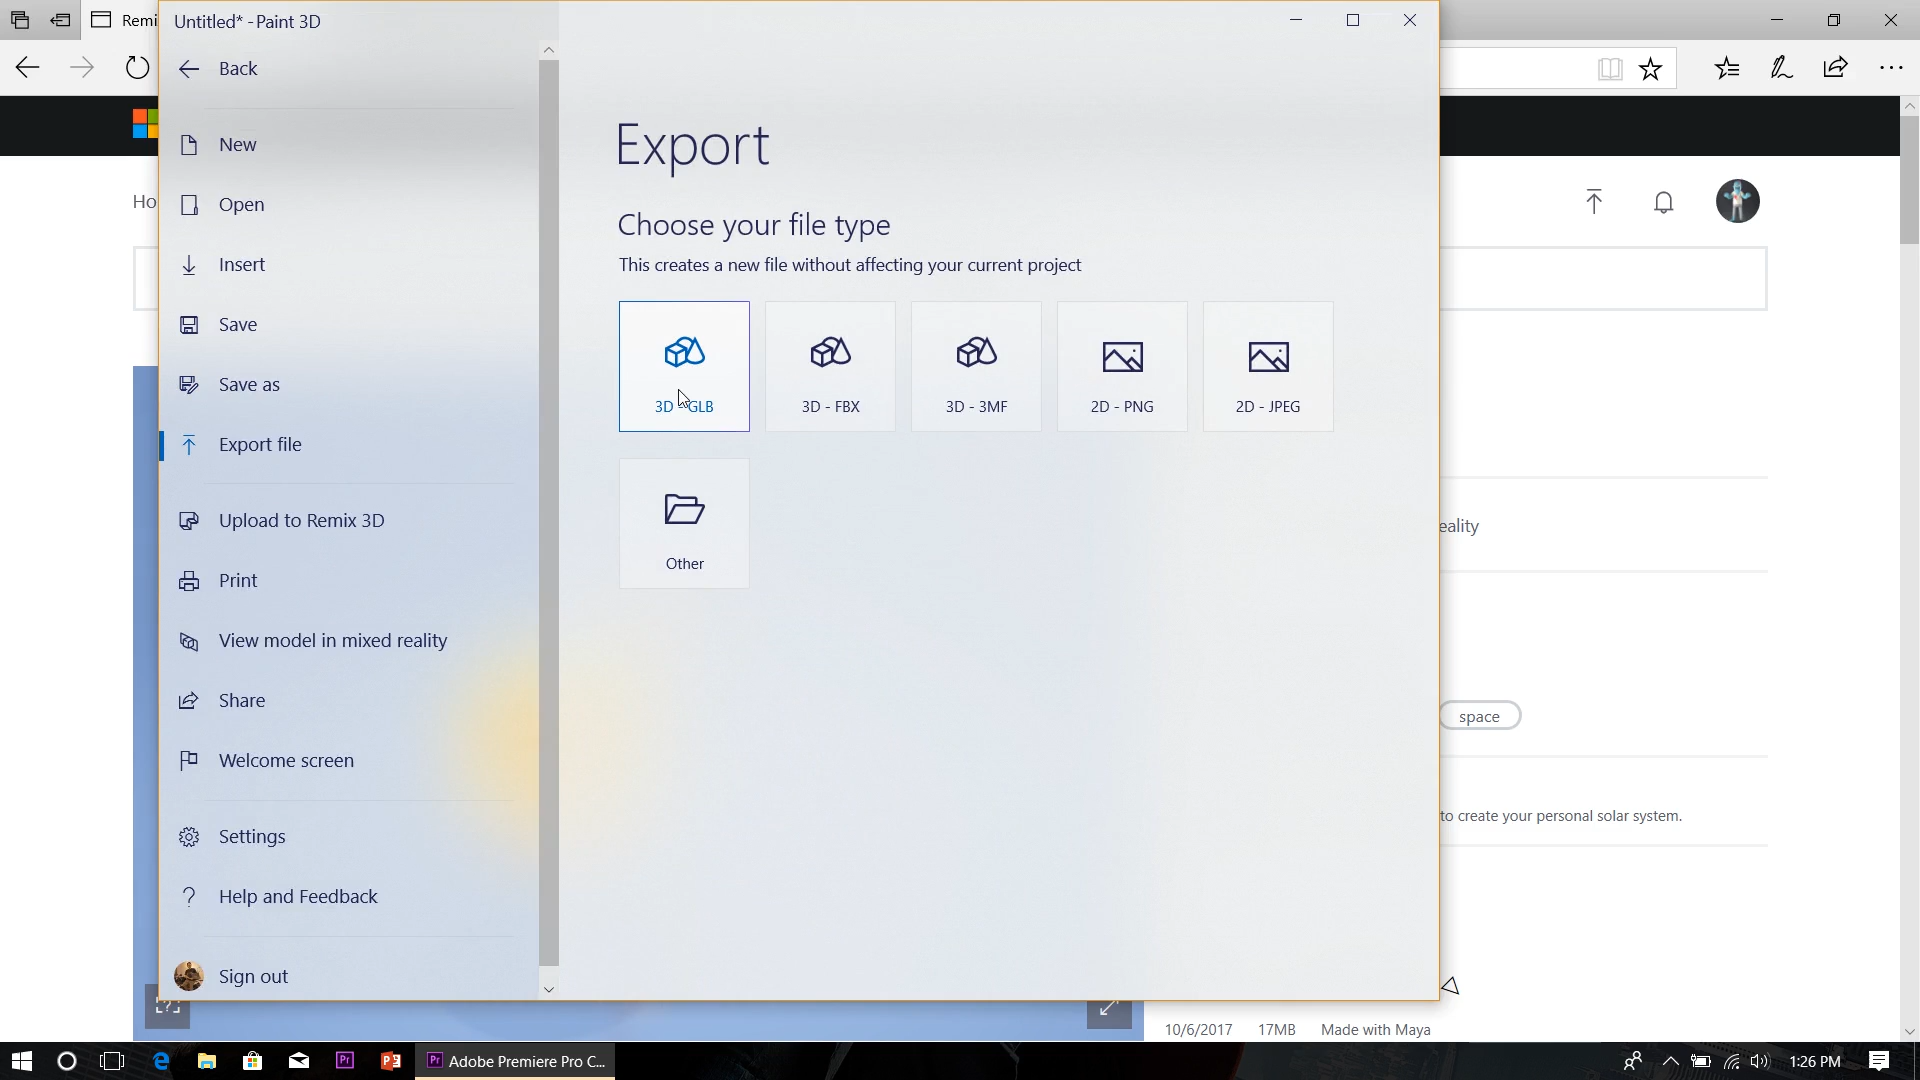 Remi
Untitled* - Paint 3D
Back
New
Ho
Open
Insert
Save
Save as
Export file
Upload to Remix 3D
Print
View model in mixed reality
Share
Welcome screen
Settings
Help and Feedback
Sign out
Export
Choose your file type
This creates a new file without affecting your current project
3D - GLB
3D - FBX
3D - 3MF
2D - PNG
2D - JPEG
Other
eality
space
to create your personal solar system.
10/6/2017 17MB Made with Maya
Adobe Premiere Pro C...
1:26 PM